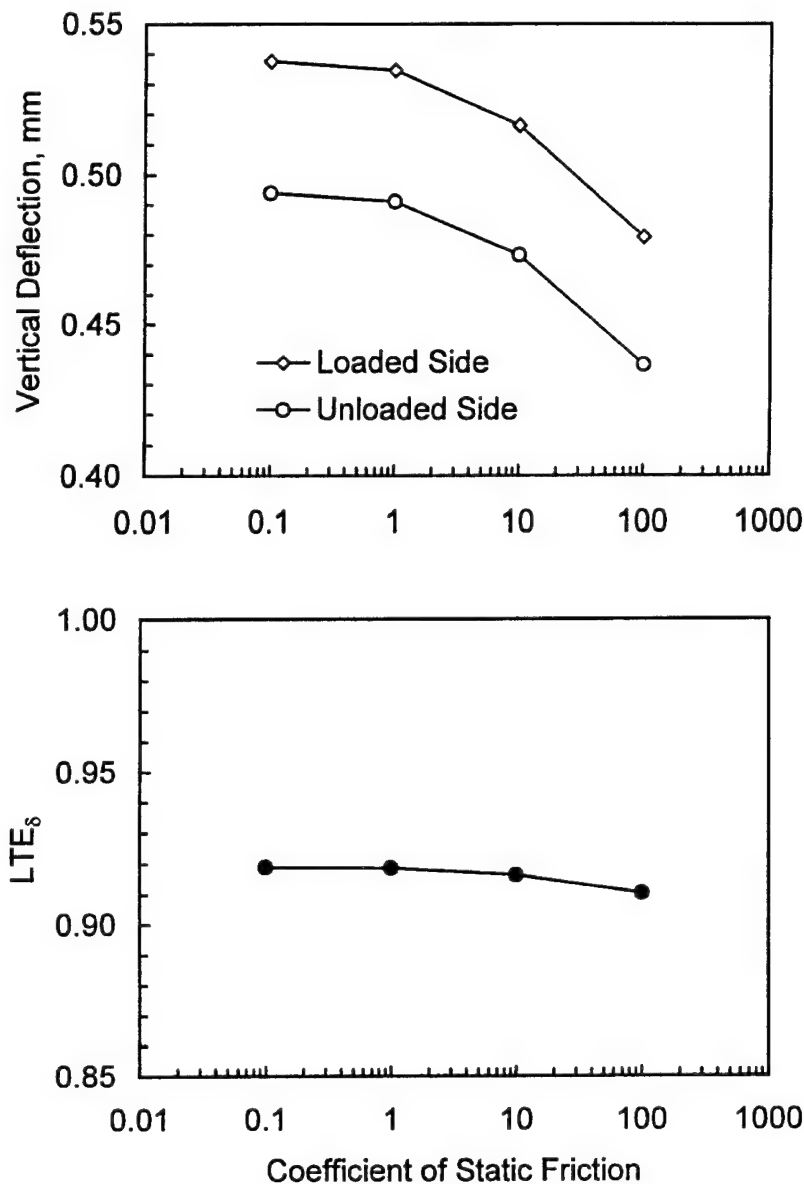 0.55
0.50
0.45
0.40
Vertical Deflection, mm
Loaded Side
Unloaded Side
0.01 0.1 1 10 100 1000
1.00
0.95
0.90
0.85
LTEδ
0.01 0.1 1 10 100 1000
Coefficient of Static Friction